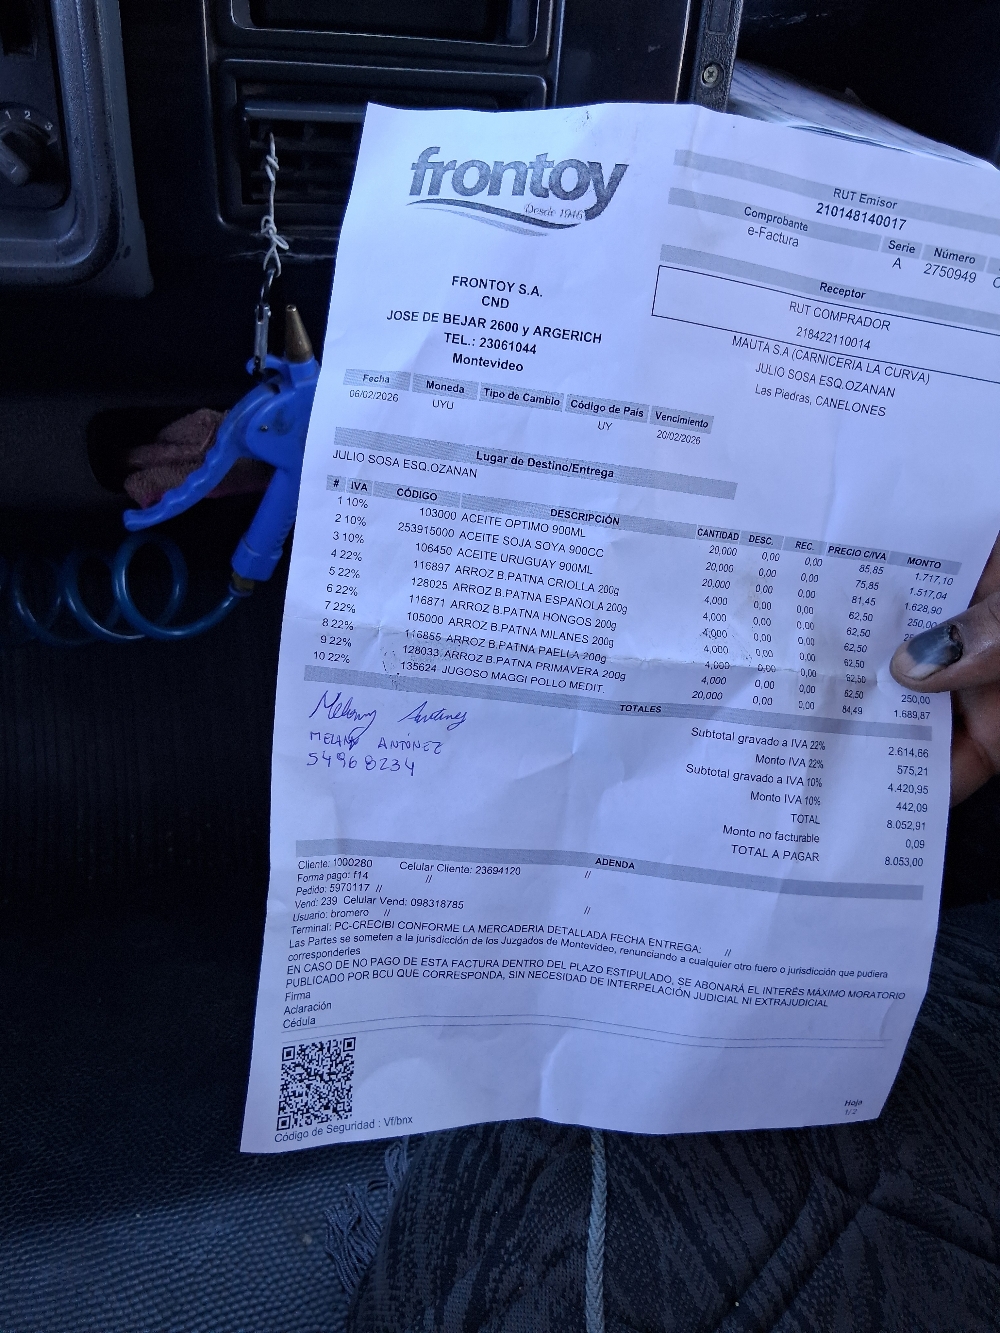 frontoy
Desde 1946
RUT Emisor
210148140017
Comprobante Serie Número
e-Factura A 2750949
Receptor
RUT COMPRADOR
218422110014
MAUTA S.A (CARNICERIA LA CURVA)
JULIO SOSA ESQ.OZANAN
Las Piedras, CANELONES
FRONTOY S.A.
CND
JOSE DE BEJAR 2600 y ARGERICH
TEL.: 23061044
Montevideo
Fecha Moneda Tipo de Cambio Código de País Vencimiento
06/02/2026 UYU UY 20/02/2026
Lugar de Destino/Entrega
JULIO SOSA ESQ.OZANAN
# IVA CÓDIGO DESCRIPCIÓN CANTIDAD DESC. REC. PRECIO C/IVA MONTO
1 10% 103000 ACEITE OPTIMO 900ML 20,000 0,00 0,00 85,85 1.717,10
2 10% 253915000 ACEITE SOJA SOYA 900CC 20,000 0,00 0,00 75,85 1.517,04
3 10% 106450 ACEITE URUGUAY 900ML 20,000 0,00 0,00 81,45 1.628,90
4 22% 116897 ARROZ B.PATNA CRIOLLA 200g 4,000 0,00 0,00 62,50 250,00
5 22% 128025 ARROZ B.PATNA ESPAÑOLA 200g 4,000 0,00 0,00 62,50
6 22% 116871 ARROZ B.PATNA HONGOS 200g 4,000 0,00 0,00 62,50
7 22% 105000 ARROZ B.PATNA MILANES 200g 4,000 0,00 0,00 62,50
8 22% 116855 ARROZ B.PATNA PAELLA 200g 4,000 0,00 0,00 62,50
9 22% 128033 ARROZ B.PATNA PRIMAVERA 200g 4,000 0,00 0,00 62,50 250,00
10 22% 135624 JUGOSO MAGGI POLLO MEDIT. 20,000 0,00 0,00 84,49 1.689,87
TOTALES
Subtotal gravado a IVA 22% 2.614,66
Monto IVA 22% 575,21
Subtotal gravado a IVA 10% 4.420,95
Monto IVA 10% 442,09
TOTAL 8.052,91
Monto no facturable 0,09
TOTAL A PAGAR 8.053,00
Melany Antúnez
MELANY ANTÚNEZ
54968234
ADENDA
Cliente: 1000280 Celular Cliente: 23694120 //
Forma pago: f14 //
Pedido: 5970117 //
Vend: 239 Celular Vend: 098318785
Usuario: bromero // //
Terminal: PC-CRECIBI CONFORME LA MERCADERIA DETALLADA FECHA ENTREGA: //
Las Partes se someten a la jurisdicción de los Juzgados de Montevideo, renunciando a cualquier otro fuero o jurisdicción que pudiera
corresponderles
EN CASO DE NO PAGO DE ESTA FACTURA DENTRO DEL PLAZO ESTIPULADO, SE ABONARÁ EL INTERÉS MÁXIMO MORATORIO
PUBLICADO POR BCU QUE CORRESPONDA, SIN NECESIDAD DE INTERPELACIÓN JUDICIAL NI EXTRAJUDICIAL
Firma
Aclaración
Cédula
Código de Seguridad : Vf/bnx
Hoja
1/2
1 2 3